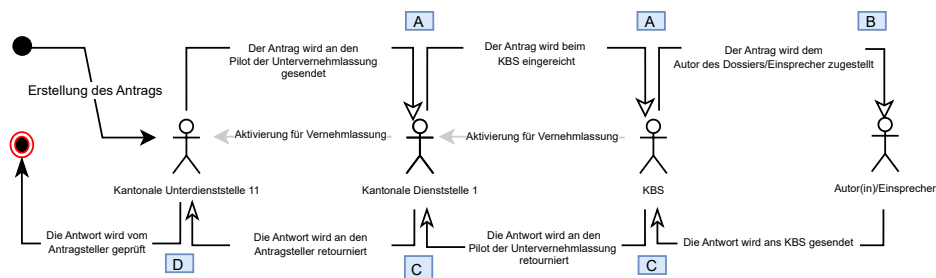 A
A
B
Der Antrag wird an den
Pilot der Untervernehmlassung
gesendet
Der Antrag wird beim
KBS eingereicht
Der Antrag wird dem
Autor des Dossiers/Einsprecher zugestellt
Erstellung des Antrags
Aktivierung für Vernehmlassung
Aktivierung für Vernehmlassung
Kantonale Unterdienststelle 11
Kantonale Dienststelle 1
KBS
Autor(in)/Einsprecher
Die Antwort wird vom
Antragsteller geprüft
Die Antwort wird an den
Antragsteller retourniert
Die Antwort wird an den
Pilot der Untervernehmlassung
retourniert
Die Antwort wird ans KBS gesendet
D
C
C